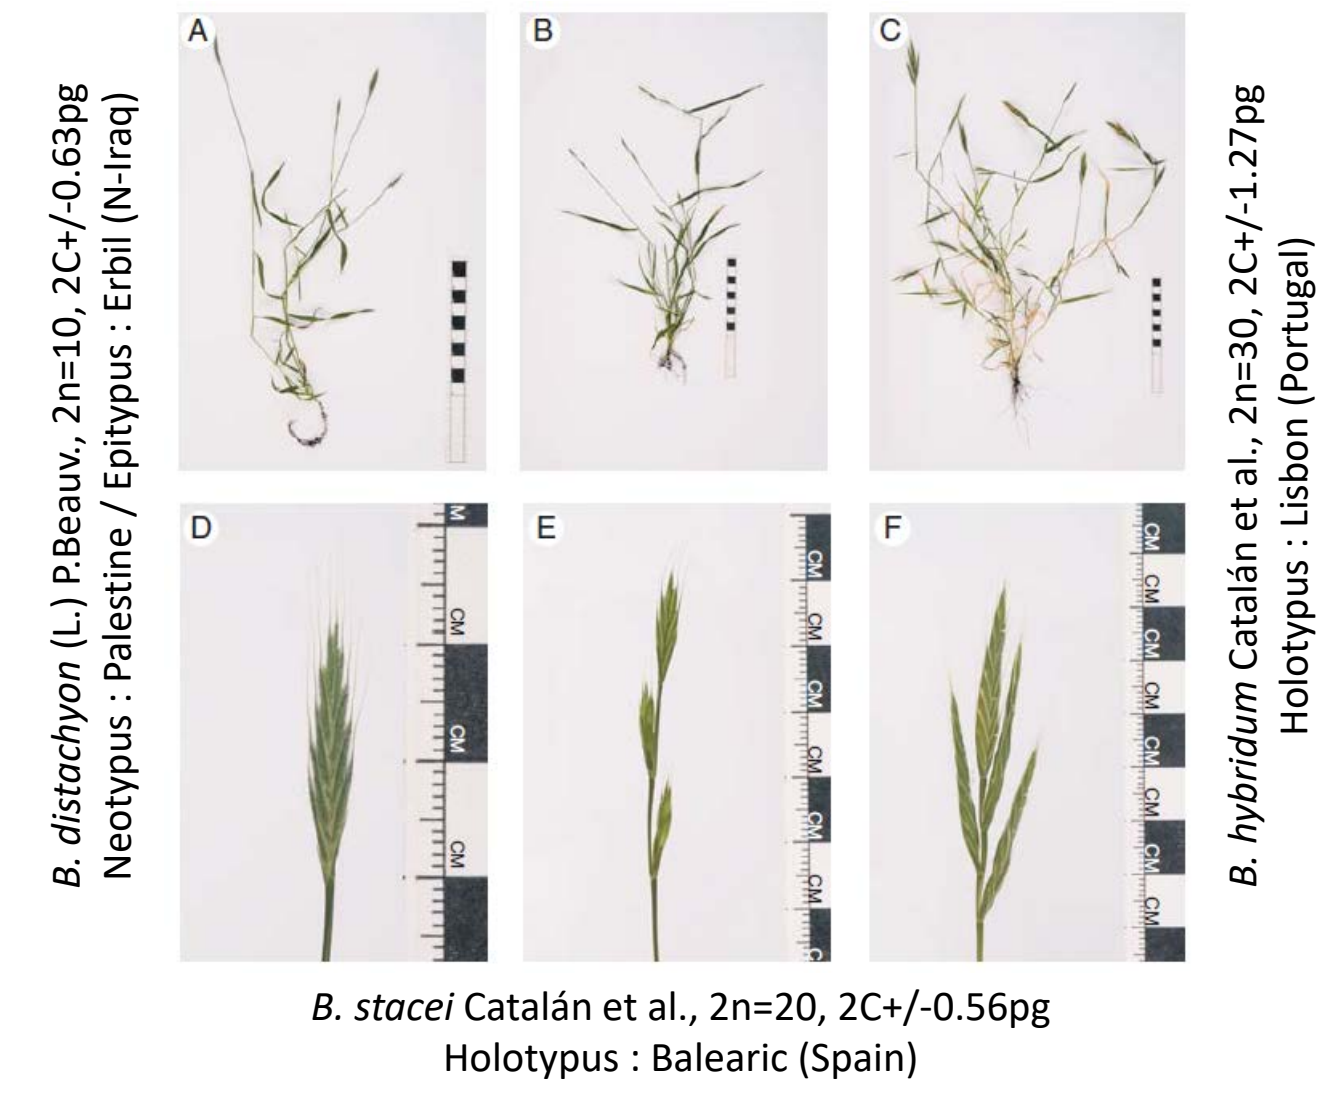 B. distachyon (L.) P.Beauv., 2n=10, 2C+/-0.63pg
Neotypus : Palestine / Epitypus : Erbil (N-Iraq)
A
B
C
D
M
CM
CM
CM
E
CM
CM
CM
CM
CM
CM
C
F
CM
CM
CM
CM
CM
CM
CM
CM
B. hybridum Catalán et al., 2n=30, 2C+/-1.27pg
Holotypus : Lisbon (Portugal)
B. stacei Catalán et al., 2n=20, 2C+/-0.56pg
Holotypus : Balearic (Spain)